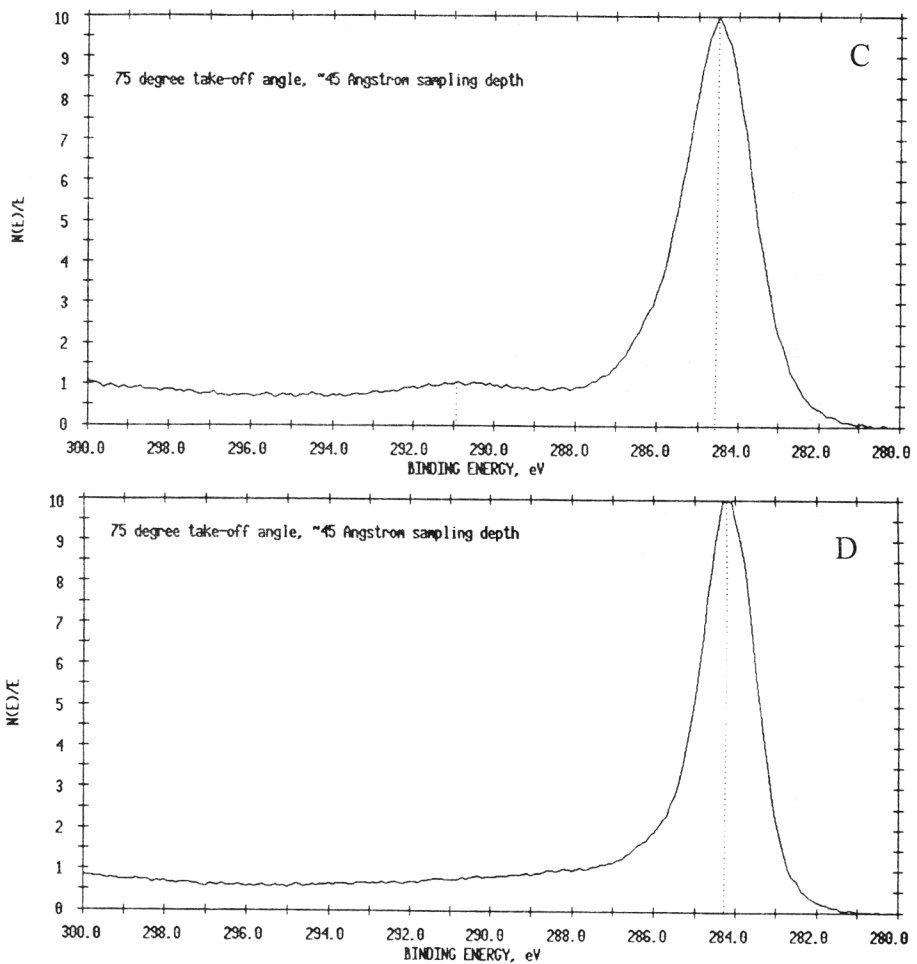 10
C
9
75 degree take-off angle, ~45 Angstrom sampling depth
8
7
6
5
N(E)/E
4
3
2
1
0
300.0 298.0 296.0 294.0 292.0 290.0 288.0 286.0 284.0 282.0 280.0
BINDING ENERGY, eV
10
75 degree take-off angle, ~45 Angstrom sampling depth
D
9
8
7
6
5
N(E)/E
4
3
2
1
0
300.0 298.0 296.0 294.0 292.0 290.0 288.0 286.0 284.0 282.0 280.0
BINDING ENERGY, eV